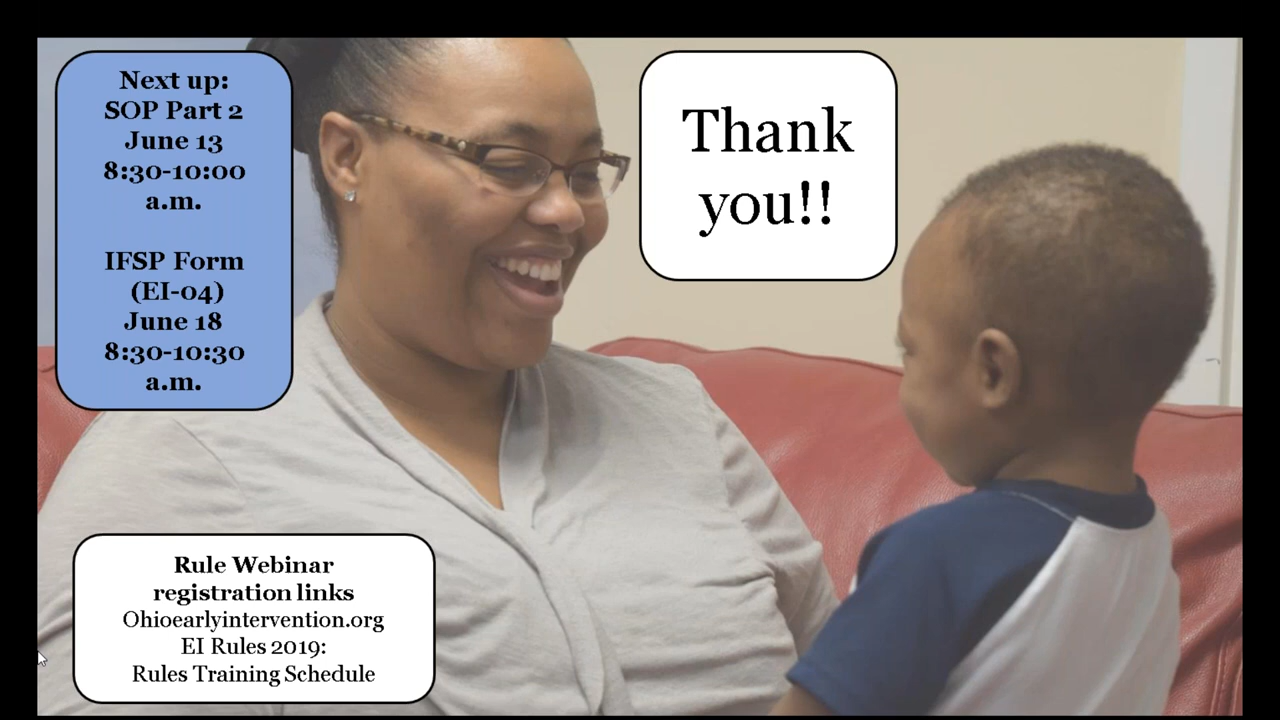 Next up:
SOP Part 2
June 13
8:30-10:00
a.m.
IFSP Form
(EI-04)
June 18
8:30-10:30
a.m.
Thank
you!!
Rule Webinar
registration links
Ohioearlyintervention.org
EI Rules 2019:
Rules Training Schedule